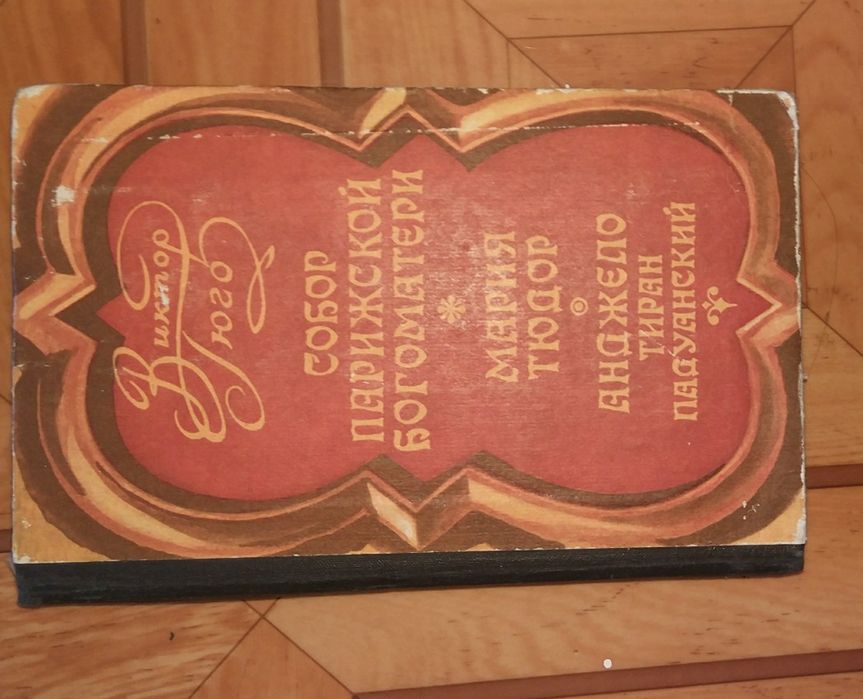 Виктор
Гюго
СОБОР
ПАРИЖСКОЙ
БОГОМАТЕРИ
МАРИЯ
ТЮДОР
АНДЖЕЛО
ТИРАН
ПАДУАНСКИЙ